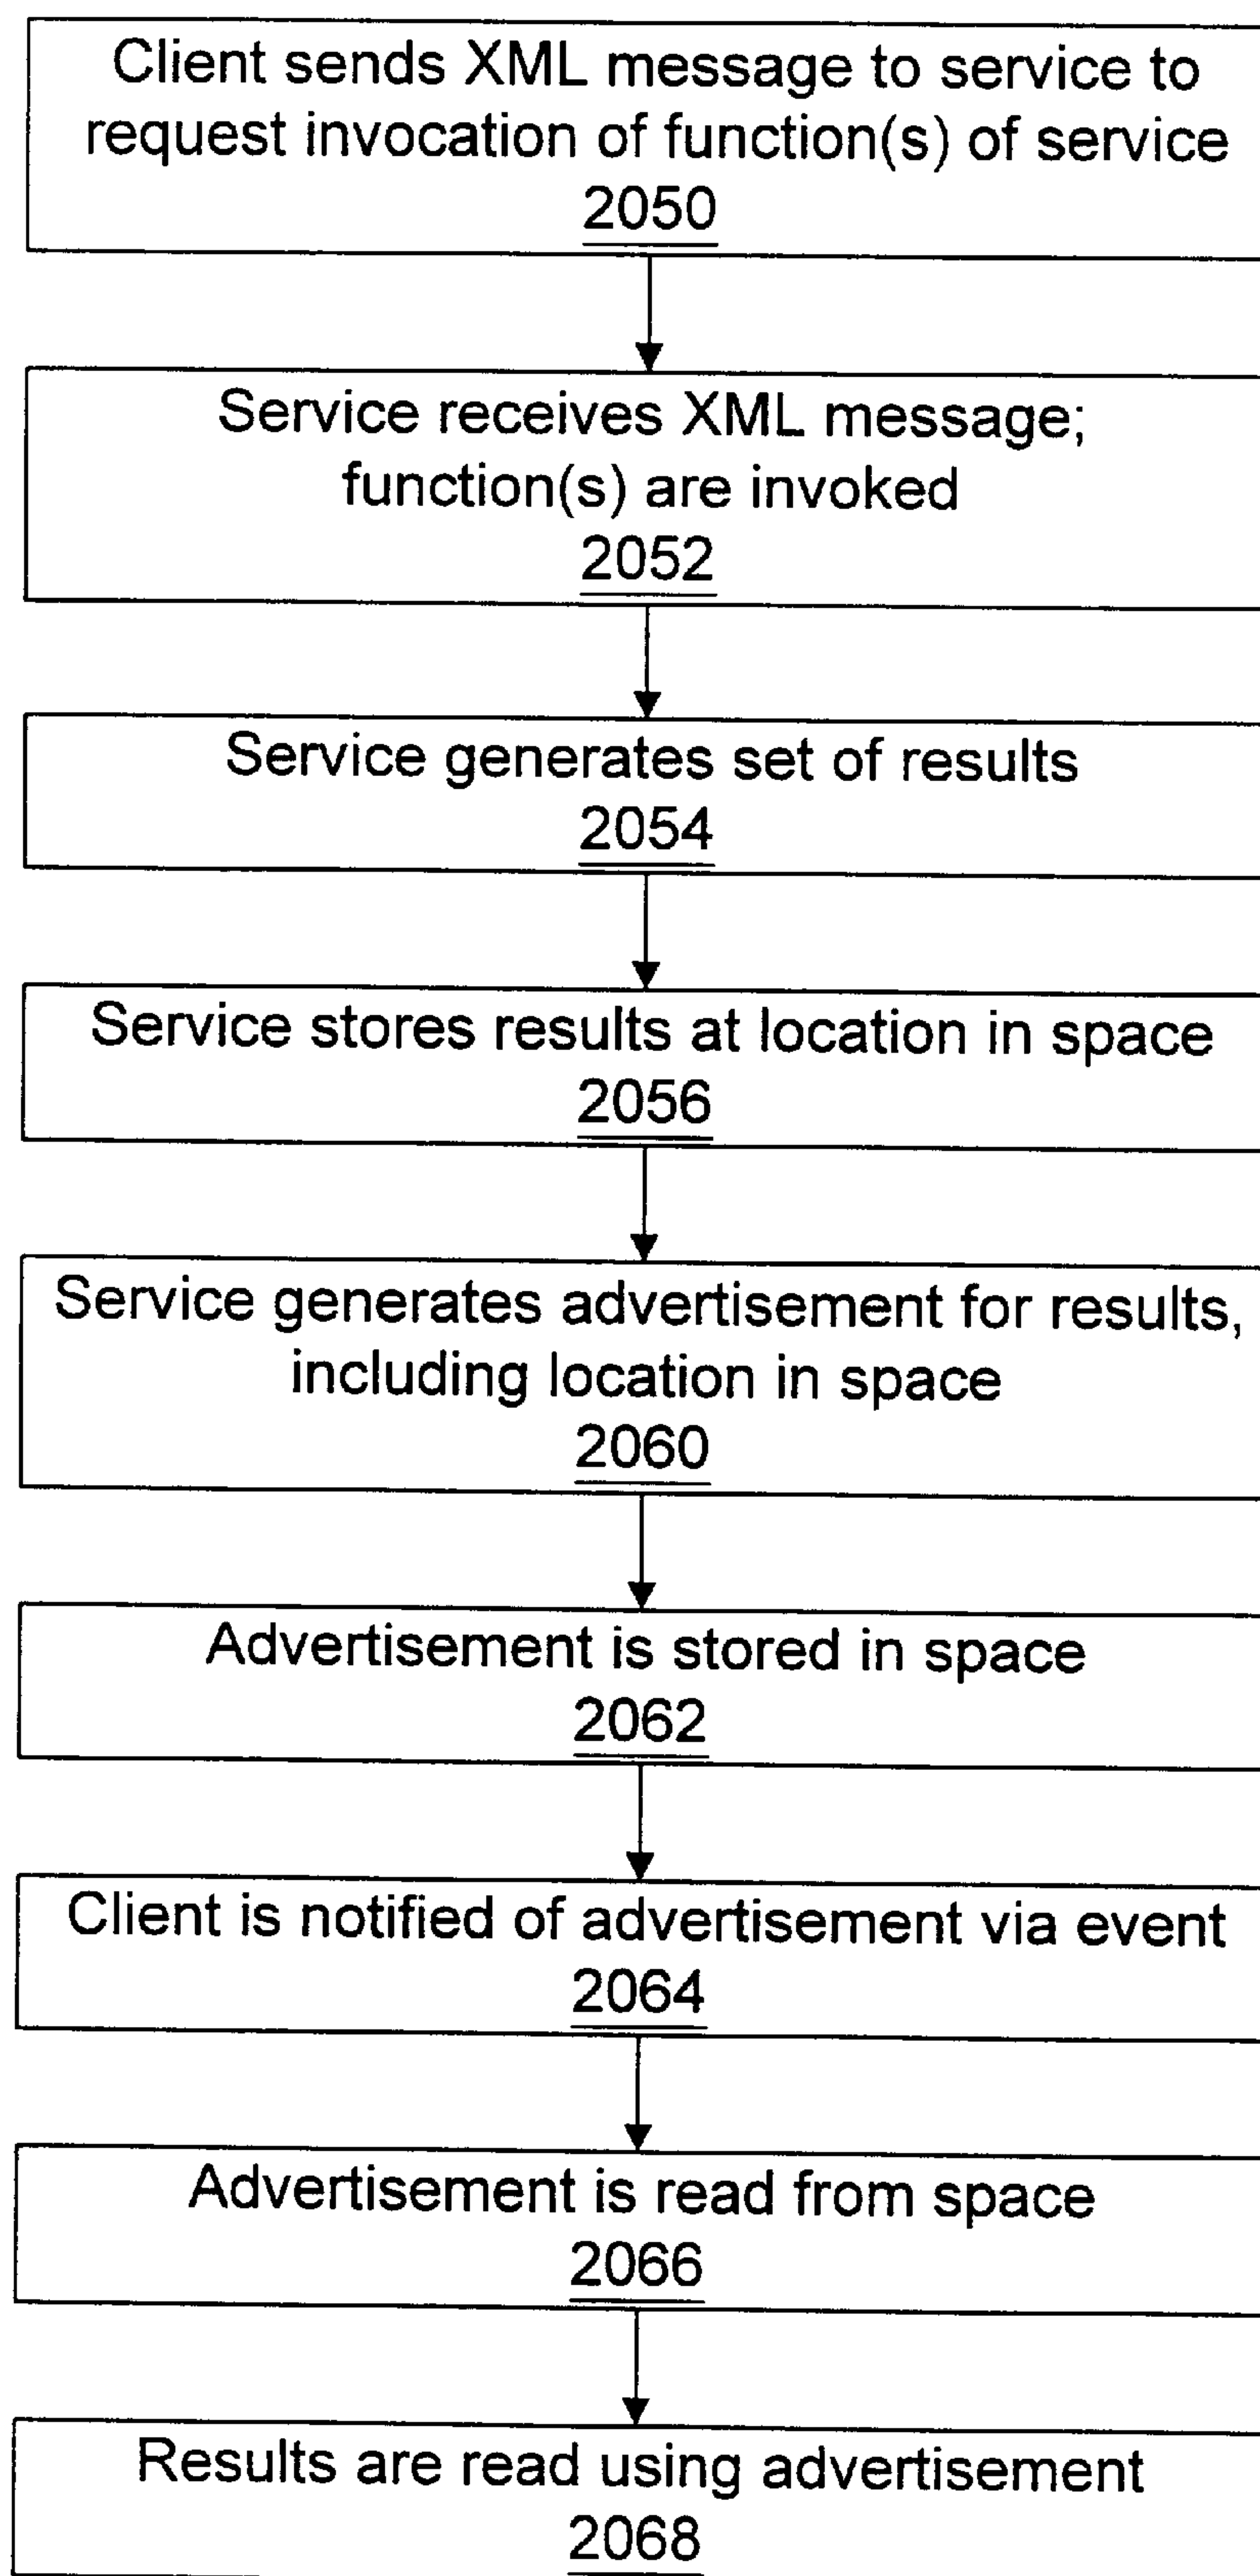 Client sends XML message to service to
request invocation of function(s) of service
2050
Service receives XML message;
function(s) are invoked
2052
Service generates set of results
2054
Service stores results at location in space
2056
Service generates advertisement for results,
including location in space
2060
Advertisement is stored in space
2062
Client is notified of advertisement via event
2064
Advertisement is read from space
2066
Results are read using advertisement
2068